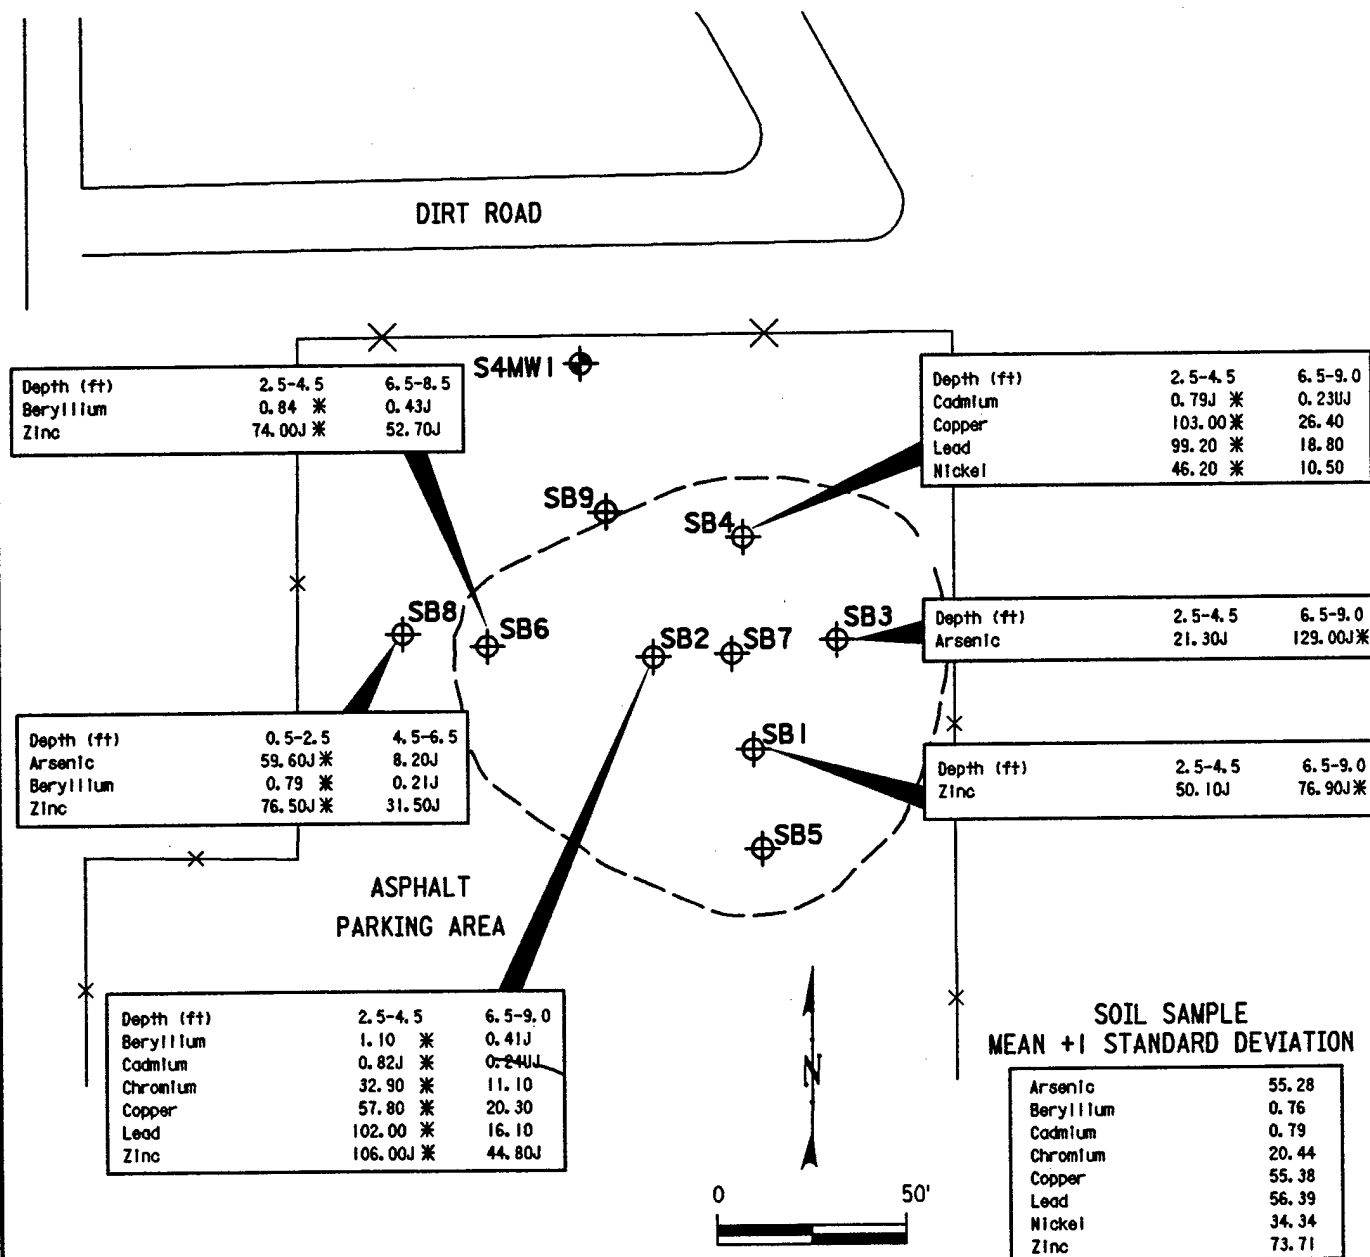 DIRT ROAD
S4MW1
Depth (ft) 2.5-4.5 6.5-8.5
Beryllium 0.84 * 0.43J
Zinc 74.00J * 52.70J
Depth (ft) 2.5-4.5 6.5-9.0
Cadmium 0.79J * 0.23UJ
Copper 103.00 * 26.40
Lead 99.20 * 18.80
Nickel 46.20 * 10.50
SB9
SB4
SB8
SB6
SB2
SB7
SB3
Depth (ft) 2.5-4.5 6.5-9.0
Arsenic 21.30J 129.00J*
Depth (ft) 0.5-2.5 4.5-6.5
Arsenic 59.60J * 8.20J
Beryllium 0.79 * 0.21J
Zinc 76.50J * 31.50J
SB1
Depth (ft) 2.5-4.5 6.5-9.0
Zinc 50.10J 76.90J*
SB5
ASPHALT
PARKING AREA
Depth (ft) 2.5-4.5 6.5-9.0
Beryllium 1.10 * 0.41J
Cadmium 0.82J * 0.24UJ
Chromium 32.90 * 11.10
Copper 57.80 * 20.30
Lead 102.00 * 16.10
Zinc 106.00J * 44.80J
N
0 50'
SOIL SAMPLE
MEAN +1 STANDARD DEVIATION
Arsenic 55.28
Beryllium 0.76
Cadmium 0.79
Chromium 20.44
Copper 55.38
Lead 56.39
Nickel 34.34
Zinc 73.71